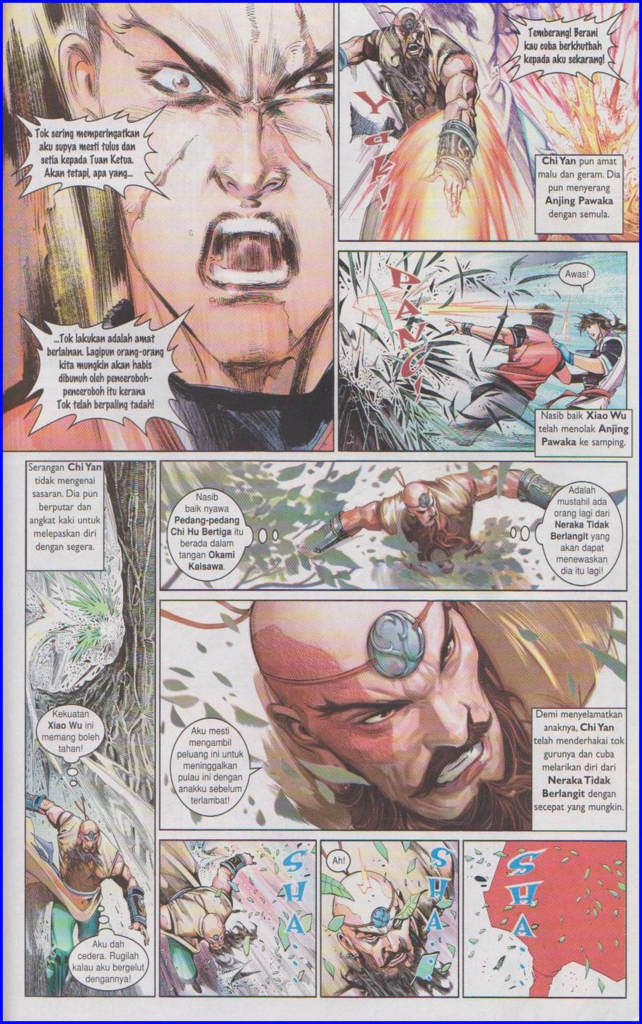 Tok sering memperingatkan
aku supya mesti tulus dan
setia kepada Tuan Ketua.
Akan tetapi, apa yang...
...Tok lakukan adalah amat
berlainan. Lagipun orang-orang
kita mungkin akan habis
dibunuh oleh penceroboh-
penceroboh itu kerana
Tok telah berpaling tadah!
Temberang! Berani
kau cuba berkhutbah
kepada aku sekarang!
YAK!
Chi Yan pun amat
malu dan geram. Dia
pun menyerang
Anjing Pawaka
dengan semula.
PANG!
Awas!
Nasib baik Xiao Wu
telah menolak Anjing
Pawaka ke samping.
Serangan Chi Yan
tidak mengenai
sasaran. Dia pun
berputar dan
angkat kaki untuk
melepaskan diri
dengan segera.
Kekuatan
Xiao Wu ini
memang boleh
tahan!
Aku dah
cedera. Rugilah
kalau aku bergelut
dengannya!
Nasib
baik nyawa
Pedang-pedang
Chi Hu Bertiga itu
berada dalam
tangan Okami
Kaisawa.
Adalah
mustahil ada
orang lagi dari
Neraka Tidak
Berlangit yang
akan dapat
menewaskan
dia itu lagi!
Aku mesti
mengambil
peluang ini untuk
meninggalkan
pulau ini dengan
anakku sebelum
terlambat!
Demi menyelamatkan
anaknya, Chi Yan
telah menderhakai tok
gurunya dan cuba
melarikan diri dari
Neraka Tidak
Berlangit dengan
secepat yang mungkin.
SHA
Ah!
SHA
SHA